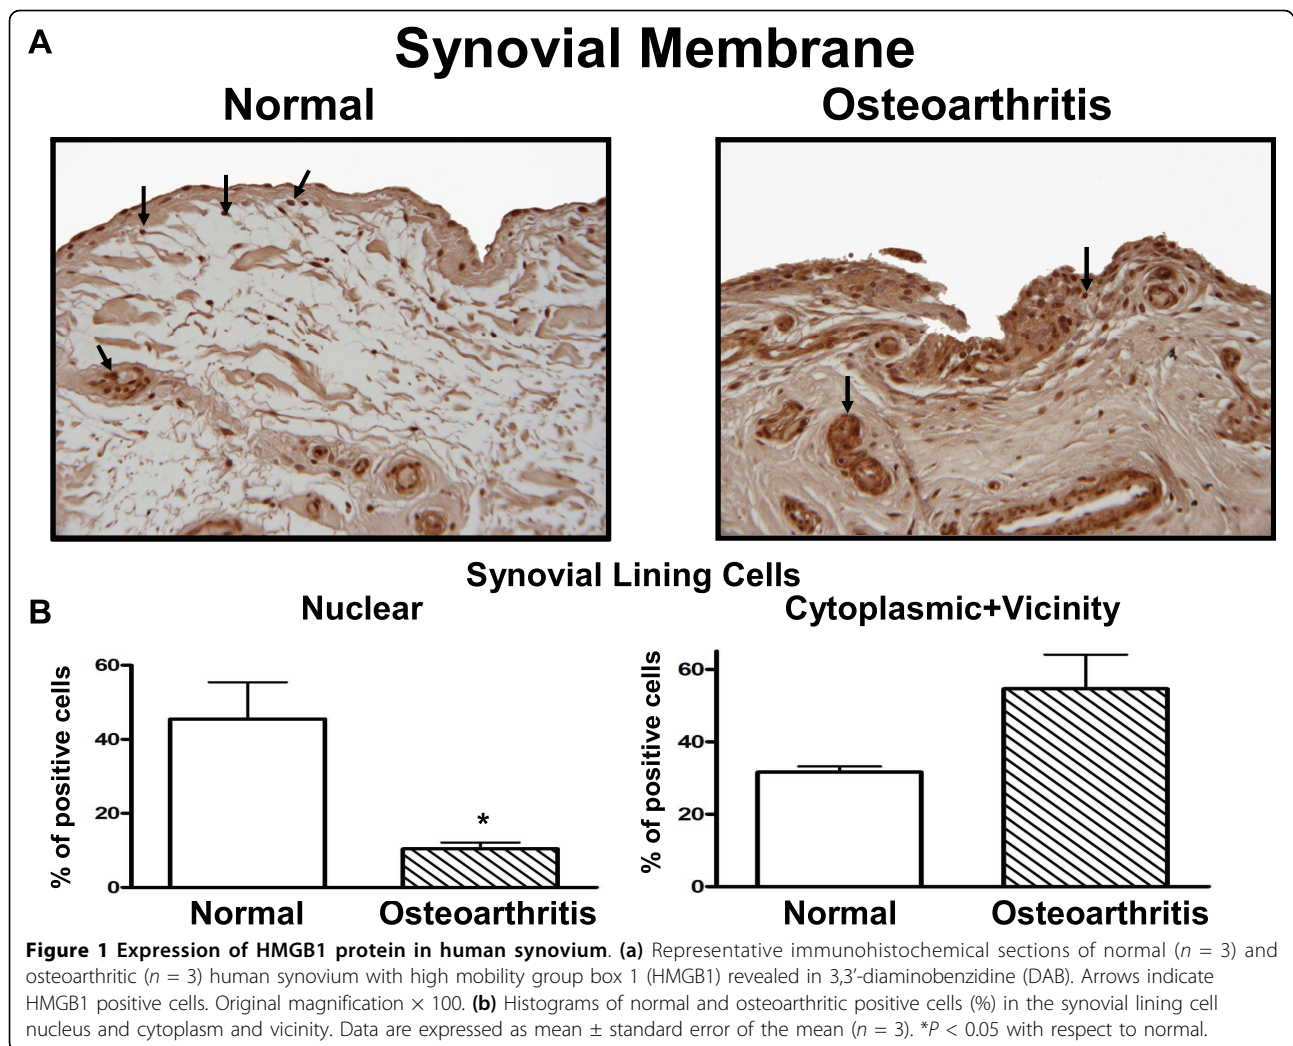 A
Synovial Membrane
Normal
Osteoarthritis
Synovial Lining Cells
B
Nuclear
Cytoplasmic+Vicinity
% of positive cells
60
40
20
0
*
Normal
Osteoarthritis
% of positive cells
60
40
20
0
Normal
Osteoarthritis
Figure 1 Expression of HMGB1 protein in human synovium. (a) Representative immunohistochemical sections of normal (n = 3) and
osteoarthritic (n = 3) human synovium with high mobility group box 1 (HMGB1) revealed in 3,3′-diaminobenzidine (DAB). Arrows indicate
HMGB1 positive cells. Original magnification × 100. (b) Histograms of normal and osteoarthritic positive cells (%) in the synovial lining cell
nucleus and cytoplasm and vicinity. Data are expressed as mean ± standard error of the mean (n = 3). *P < 0.05 with respect to normal.